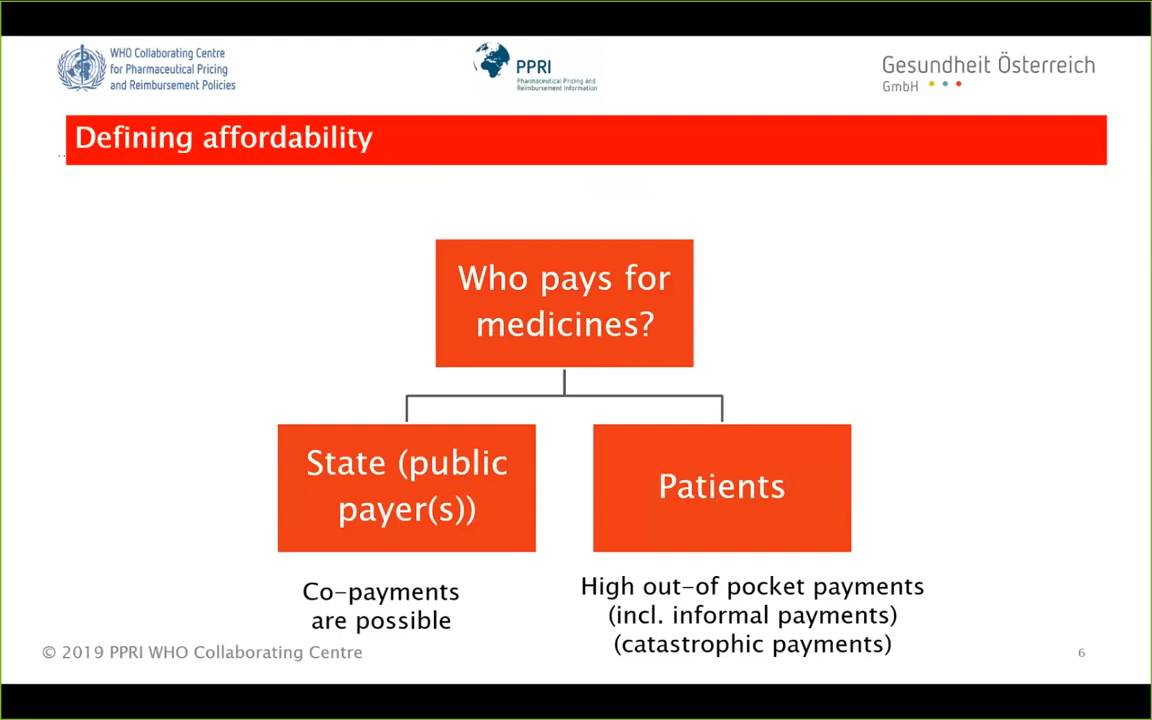 WHO Collaborating Centre
for Pharmaceutical Pricing
and Reimbursement Policies
PPRI
Pharmaceutical Pricing and
Reimbursement Information
Gesundheit Österreich
GmbH
Defining affordability
Who pays for
medicines?
State (public
payer(s))
Patients
Co-payments
are possible
High out-of pocket payments
(incl. informal payments)
(catastrophic payments)
© 2019 PPRI WHO Collaborating Centre
6